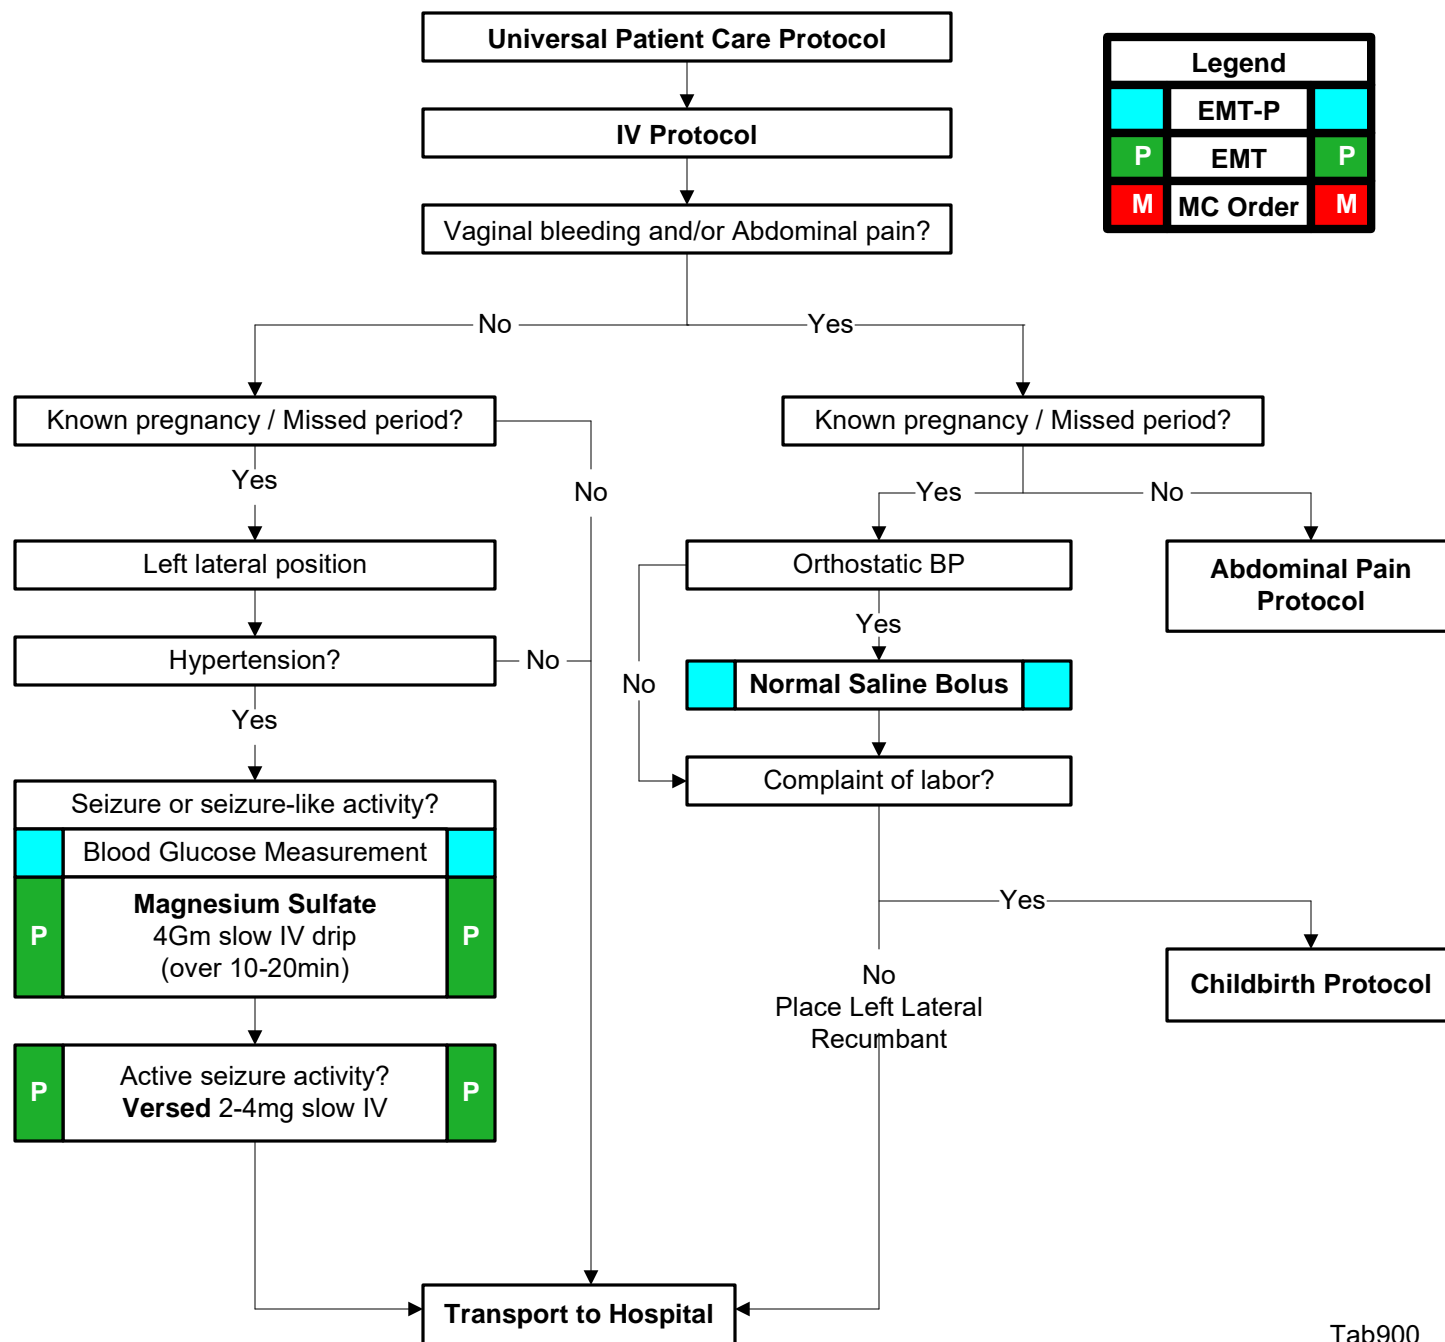 Universal Patient Care Protocol
Legend
EMT-P
P EMT P
M MC Order M
IV Protocol
Vaginal bleeding and/or Abdominal pain?
No
Yes
Known pregnancy / Missed period?
Known pregnancy / Missed period?
Yes
No
Yes
No
Left lateral position
Orthostatic BP
Abdominal Pain
Protocol
Yes
Hypertension?
No
No
Normal Saline Bolus
Yes
Complaint of labor?
Seizure or seizure-like activity?
Blood Glucose Measurement
P
Magnesium Sulfate
4Gm slow IV drip
(over 10-20min)
P
Yes
No
Place Left Lateral
Recumbant
Childbirth Protocol
P
Active seizure activity?
Versed 2-4mg slow IV
P
Transport to Hospital
Tab900